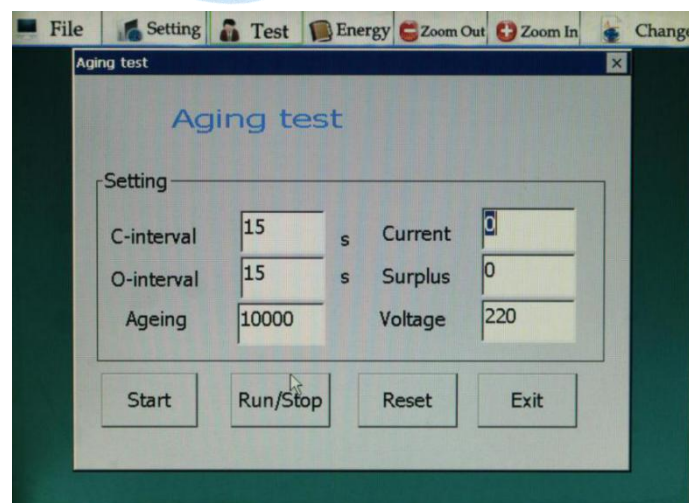 File Setting Test Energy Zoom Out Zoom In Change
Aging test
Aging test
Setting
C-interval 15 s Current 0
O-interval 15 s Surplus 0
Ageing 10000 Voltage 220
Start Run/Stop Reset Exit